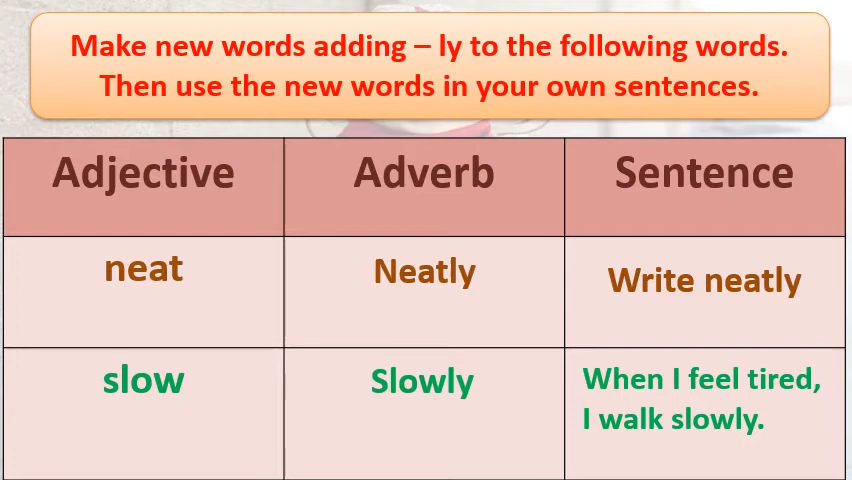 Make new words adding – ly to the following words.
Then use the new words in your own sentences.
Adjective Adverb Sentence
neat Neatly Write neatly
slow Slowly When I feel tired,
I walk slowly.